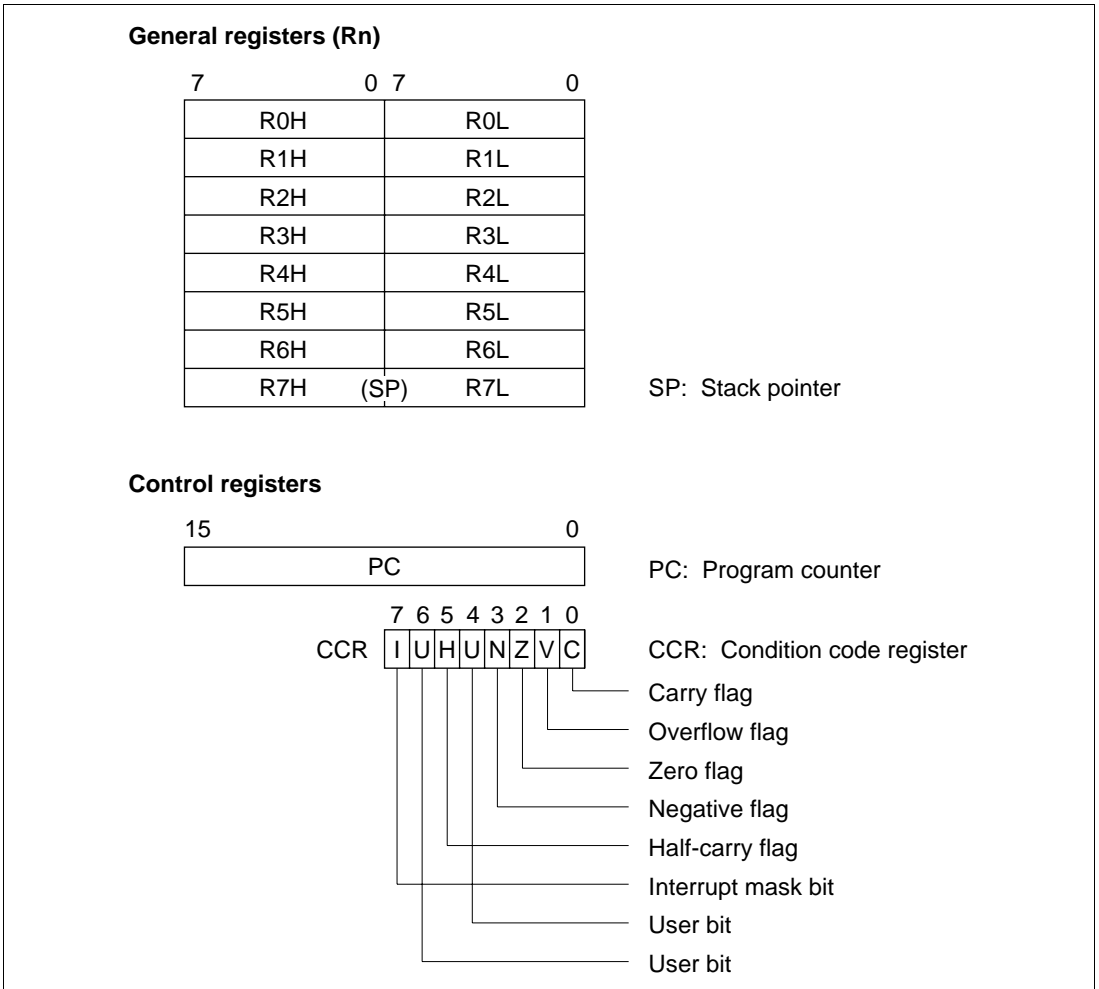 General registers (Rn)
7 0 7 0
R0H R0L
R1H R1L
R2H R2L
R3H R3L
R4H R4L
R5H R5L
R6H R6L
R7H (SP) R7L SP: Stack pointer
Control registers
15 0
PC PC: Program counter
7 6 5 4 3 2 1 0
CCR I U H U N Z V C CCR: Condition code register
Carry flag
Overflow flag
Zero flag
Negative flag
Half-carry flag
Interrupt mask bit
User bit
User bit